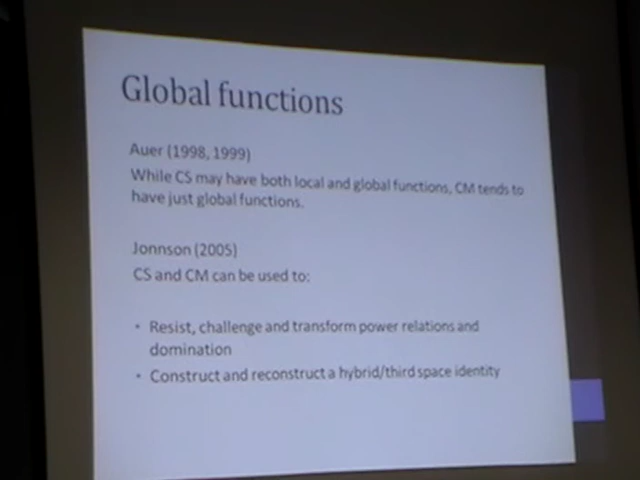 Global functions
Auer (1998, 1999)
While CS may have both local and global functions, CM tends to
have just global functions.
Jonnson (2005)
CS and CM can be used to:
• Resist, challenge and transform power relations and
domination
• Construct and reconstruct a hybrid/third space identity